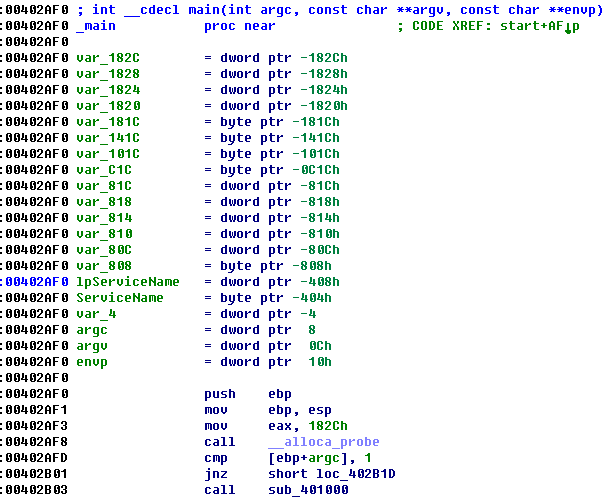 :00402AF0 ; int __cdecl main(int argc, const char **argv, const char **envp)
:00402AF0 _main proc near ; CODE XREF: start+AF↓p
:00402AF0
:00402AF0 var_182C = dword ptr -182Ch
:00402AF0 var_1828 = dword ptr -1828h
:00402AF0 var_1824 = dword ptr -1824h
:00402AF0 var_1820 = dword ptr -1820h
:00402AF0 var_181C = byte ptr -181Ch
:00402AF0 var_141C = byte ptr -141Ch
:00402AF0 var_101C = byte ptr -101Ch
:00402AF0 var_C1C = byte ptr -0C1Ch
:00402AF0 var_81C = dword ptr -81Ch
:00402AF0 var_818 = dword ptr -818h
:00402AF0 var_814 = dword ptr -814h
:00402AF0 var_810 = dword ptr -810h
:00402AF0 var_80C = dword ptr -80Ch
:00402AF0 var_808 = byte ptr -808h
:00402AF0 lpServiceName = dword ptr -408h
:00402AF0 ServiceName = byte ptr -404h
:00402AF0 var_4 = dword ptr -4
:00402AF0 argc = dword ptr 8
:00402AF0 argv = dword ptr 0Ch
:00402AF0 envp = dword ptr 10h
:00402AF0
:00402AF0 push ebp
:00402AF1 mov ebp, esp
:00402AF3 mov eax, 182Ch
:00402AF8 call __alloca_probe
:00402AFD cmp [ebp+argc], 1
:00402B01 jnz short loc_402B1D
:00402B03 call sub_401000